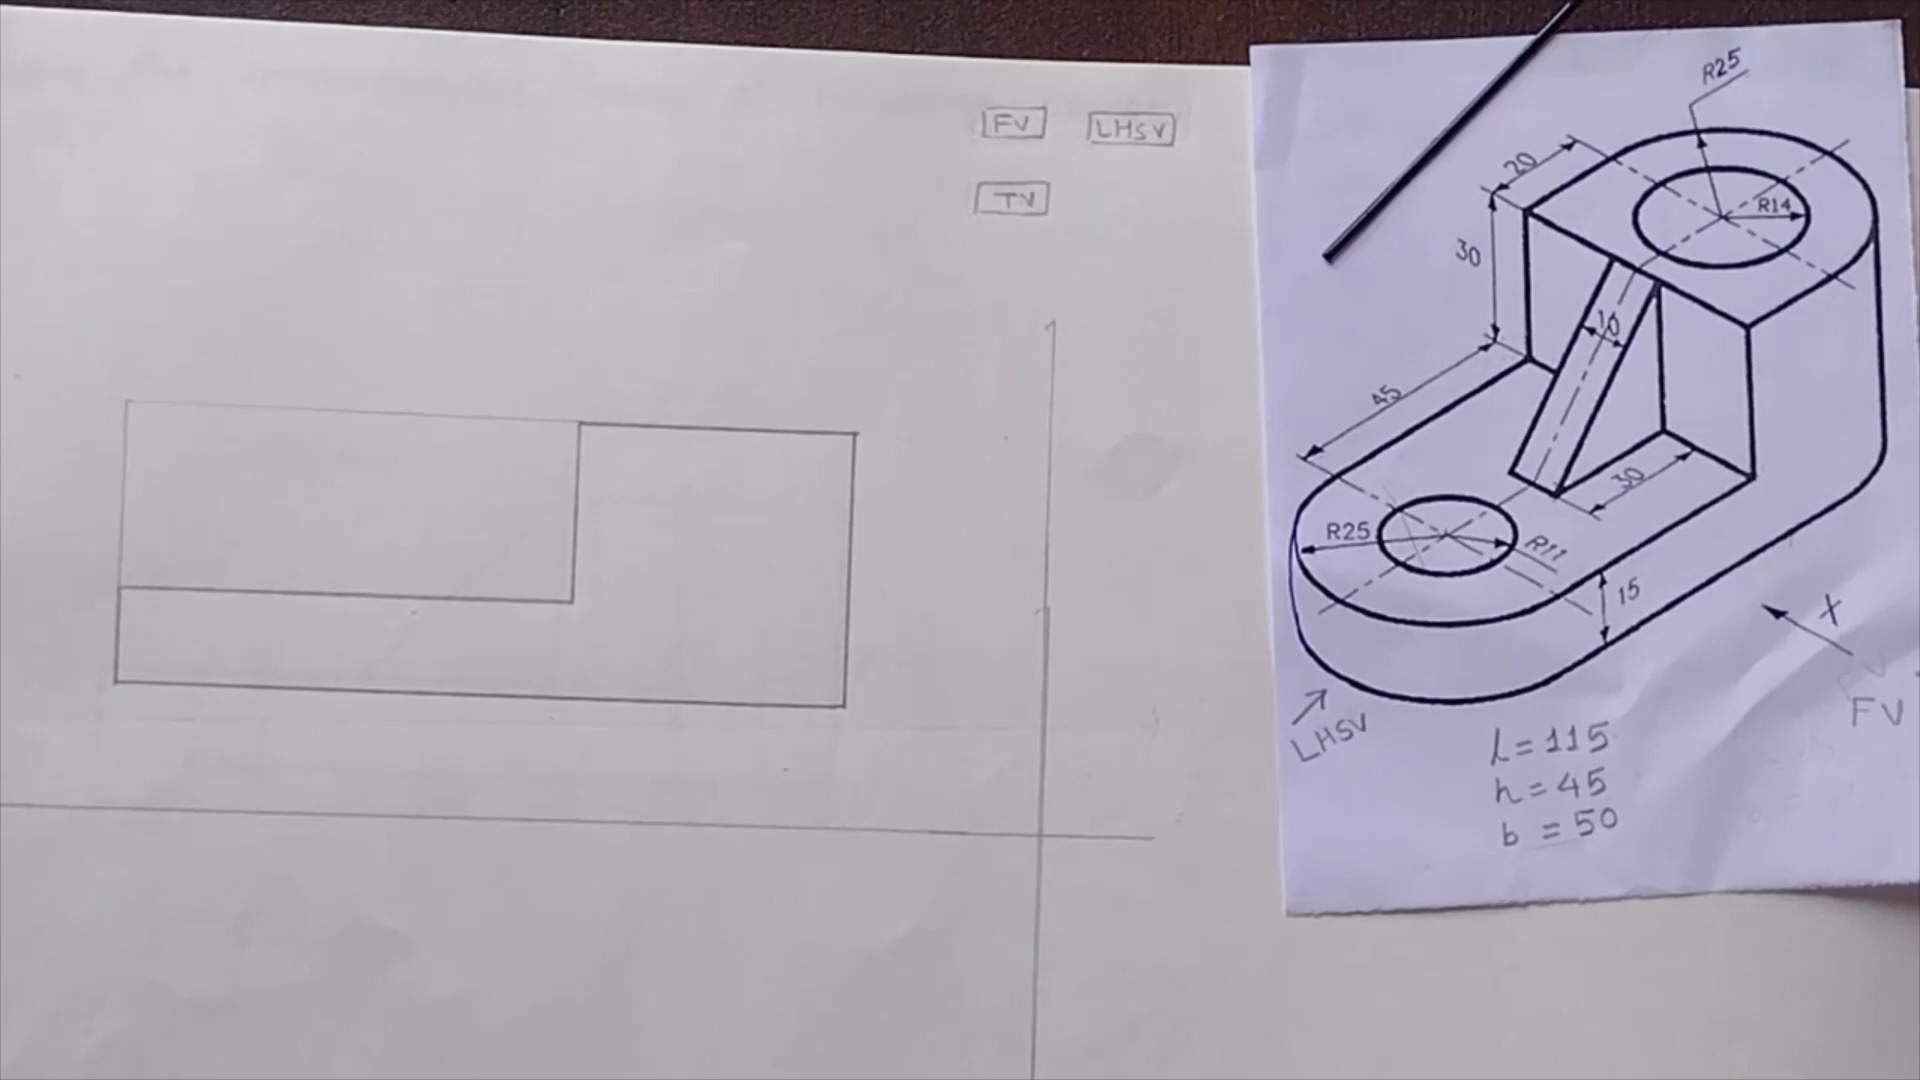 FV
LHSV
TV
R25
20
R14
30
10
45
30
R25
R11
15
X
FV
LHSV
l = 115
h = 45
b = 50